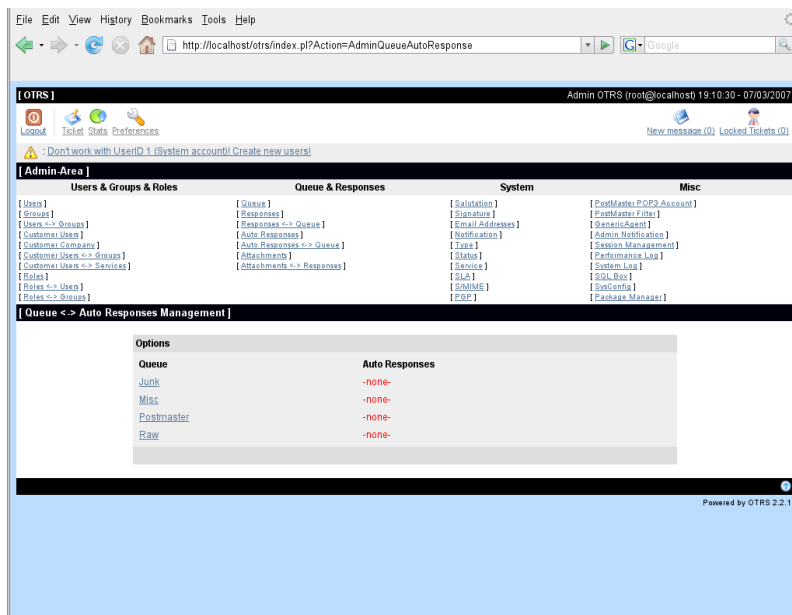 File Edit View History Bookmarks Tools Help
http://localhost/otrs/index.pl?Action=AdminQueueAutoResponse
G Google
[ OTRS ]
Admin OTRS (root@localhost) 19:10:30 - 07/03/2007
Logout Ticket Stats Preferences
New message (0) Locked Tickets (0)
: Don't work with UserID 1 (System account)! Create new users!
[ Admin-Area ]
Users & Groups & Roles Queue & Responses System Misc
[ Users ] [ Queue ] [ Salutation ] [ PostMaster POP3 Account ]
[ Groups ] [ Responses ] [ Signature ] [ PostMaster Filter ]
[ Users <-> Groups ] [ Responses <-> Queue ] [ Email Addresses ] [ GenericAgent ]
[ Customer Users ] [ Auto Responses ] [ Notification ] [ Admin Notification ]
[ Customer Company ] [ Auto Responses <-> Queue ] [ Type ] [ Session Management ]
[ Customer Users <-> Groups ] [ Attachments ] [ Status ] [ Performance Log ]
[ Customer Users <-> Services ] [ Attachments <-> Responses ] [ Service ] [ System Log ]
[ Roles ] [ SLA ] [ SQL Box ]
[ Roles <-> Users ] [ S/MIME ] [ SysConfig ]
[ Roles <-> Groups ] [ PGP ] [ Package Manager ]
[ Queue <-> Auto Responses Management ]
Options
Queue Auto Responses
Junk -none-
Misc -none-
Postmaster -none-
Raw -none-
Powered by OTRS 2.2.1